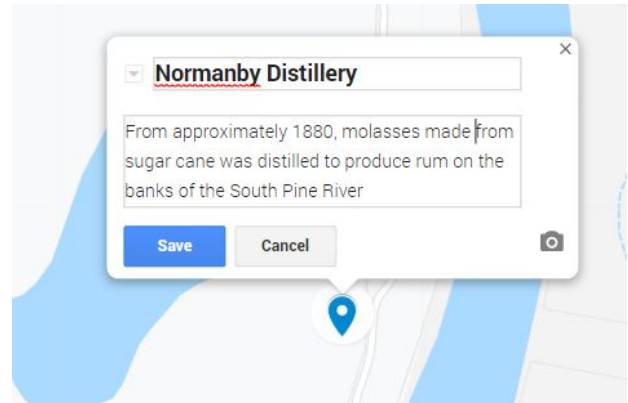 Normanby Distillery
From approximately 1880, molasses made from
sugar cane was distilled to produce rum on the
banks of the South Pine River
Save Cancel